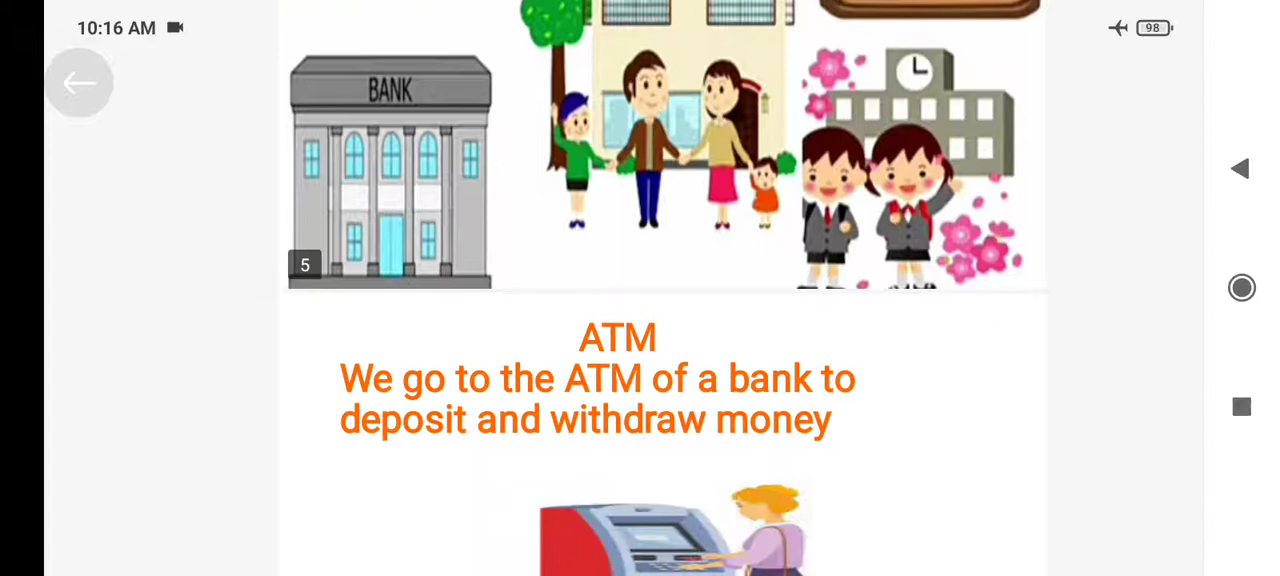 10:16 AM
98
BANK
5
ATM
We go to the ATM of a bank to
deposit and withdraw money